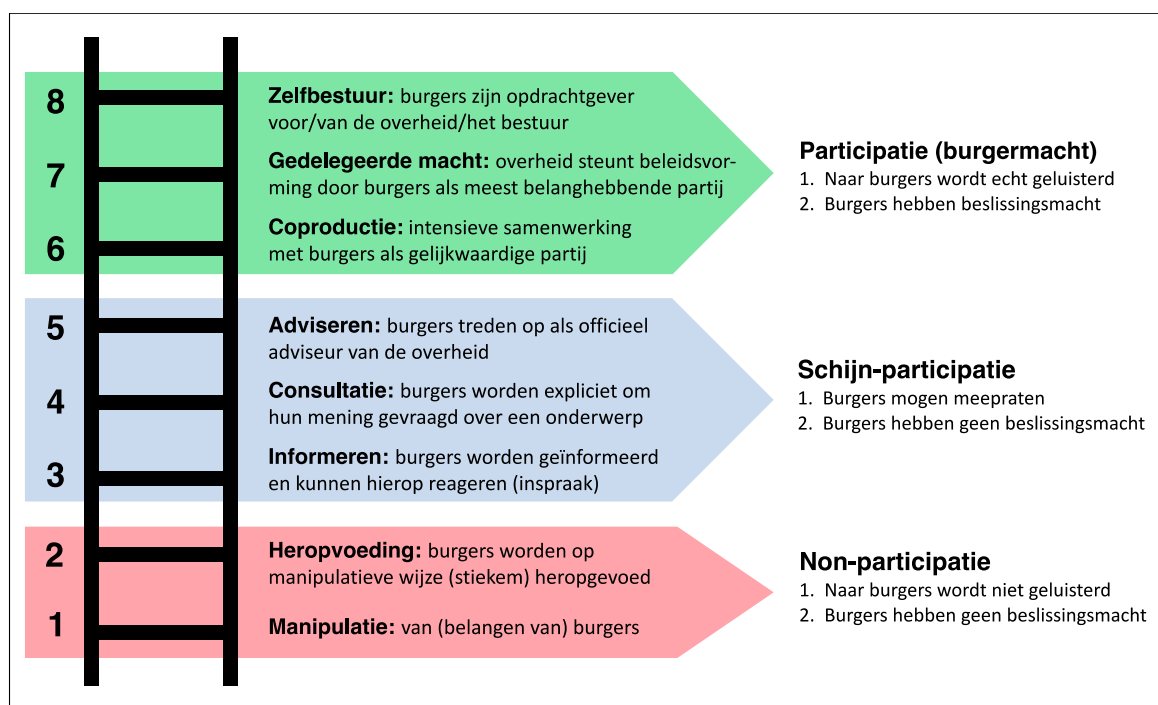 8
Zelfbestuur: burgers zijn opdrachtgever
voor/van de overheid/het bestuur
7
Gedelegeerde macht: overheid steunt beleidsvor-
ming door burgers als meest belanghebbende partij
6
Coproductie: intensieve samenwerking
met burgers als gelijkwaardige partij
Participatie (burgermacht)
1. Naar burgers wordt echt geluisterd
2. Burgers hebben beslissingsmacht
5
Adviseren: burgers treden op als officieel
adviseur van de overheid
4
Consultatie: burgers worden expliciet om
hun mening gevraagd over een onderwerp
3
Informeren: burgers worden geïnformeerd
en kunnen hierop reageren (inspraak)
Schijn-participatie
1. Burgers mogen meepraten
2. Burgers hebben geen beslissingsmacht
2
Heropvoeding: burgers worden op
manipulatieve wijze (stiekem) heropgevoed
1
Manipulatie: van (belangen van) burgers
Non-participatie
1. Naar burgers wordt niet geluisterd
2. Burgers hebben geen beslissingsmacht